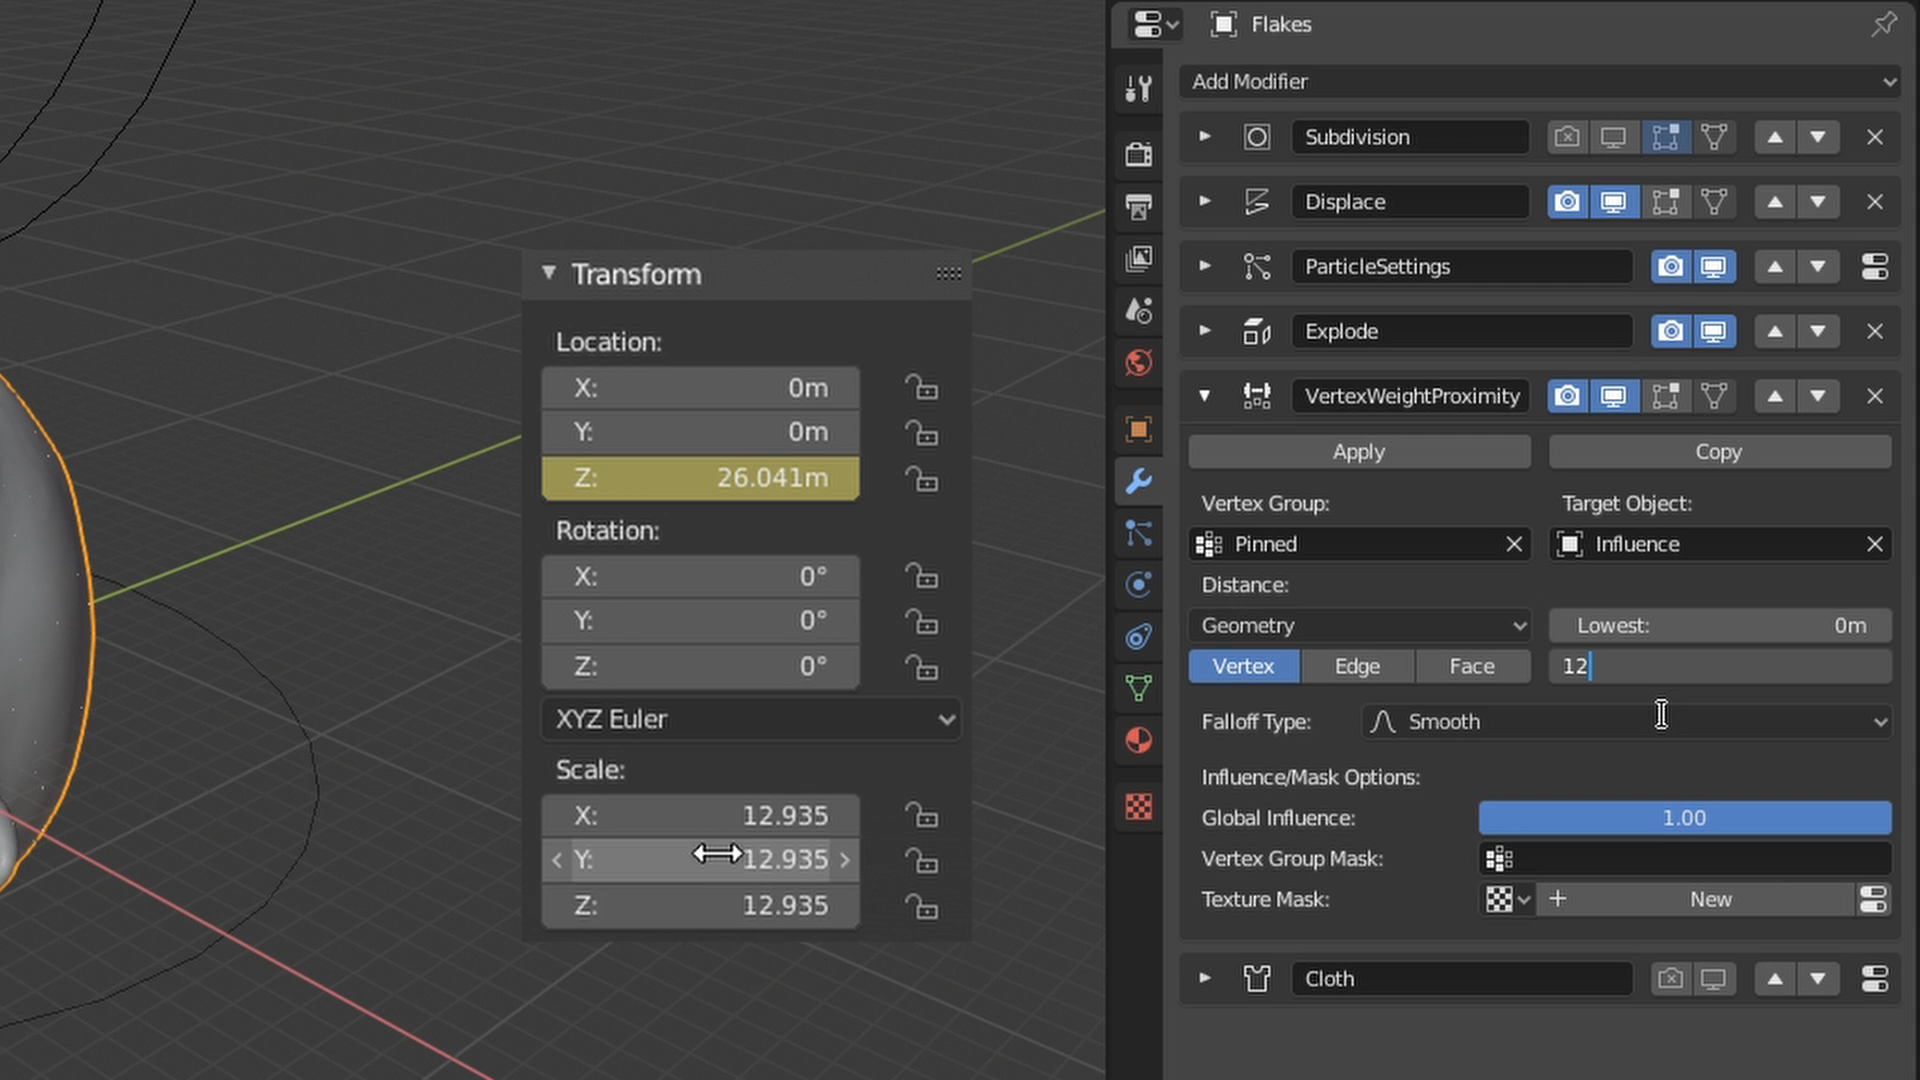 Flakes
Add Modifier
Subdivision
Displace
ParticleSettings
Explode
VertexWeightProximity
Apply Copy
Vertex Group: Target Object:
Pinned Influence
Distance:
Geometry Lowest: 0m
Vertex Edge Face 12
Falloff Type: Smooth
Influence/Mask Options:
Global Influence: 1.00
Vertex Group Mask:
Texture Mask: New
Cloth
Transform
Location:
X: 0m
Y: 0m
Z: 26.041m
Rotation:
X: 0°
Y: 0°
Z: 0°
XYZ Euler
Scale:
X: 12.935
Y: 12.935
Z: 12.935